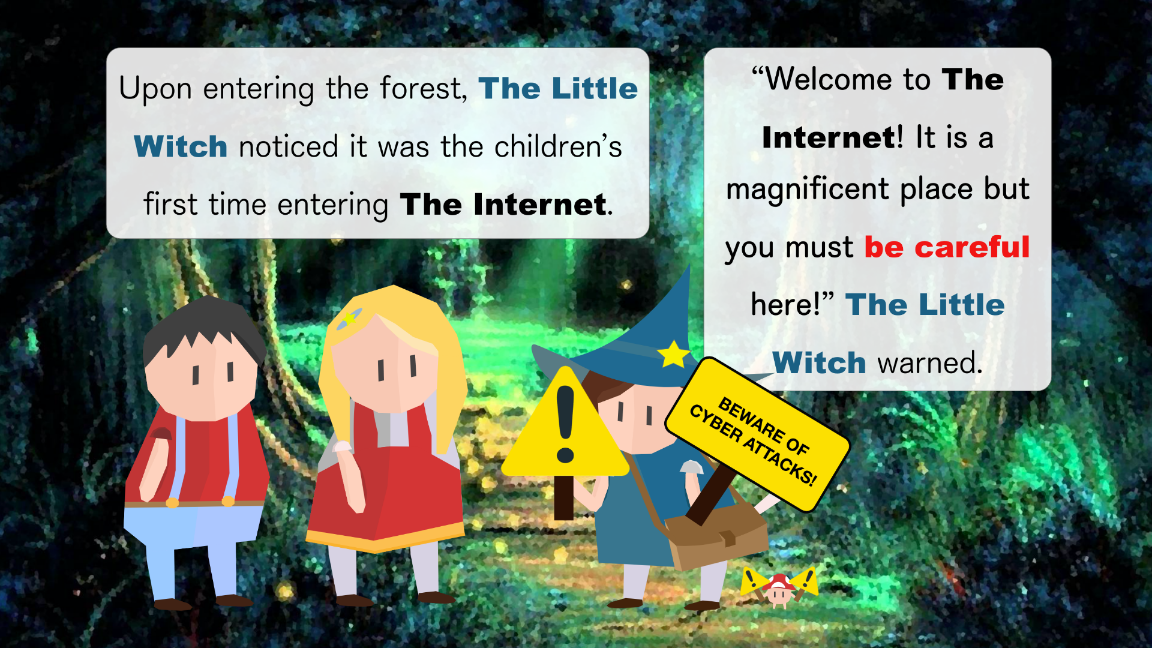 Upon entering the forest, The Little
Witch noticed it was the children’s
first time entering The Internet.
“Welcome to The
Internet! It is a
magnificent place but
you must be careful
here!” The Little
Witch warned.
!
BEWARE OF
CYBER ATTACKS!
!
!